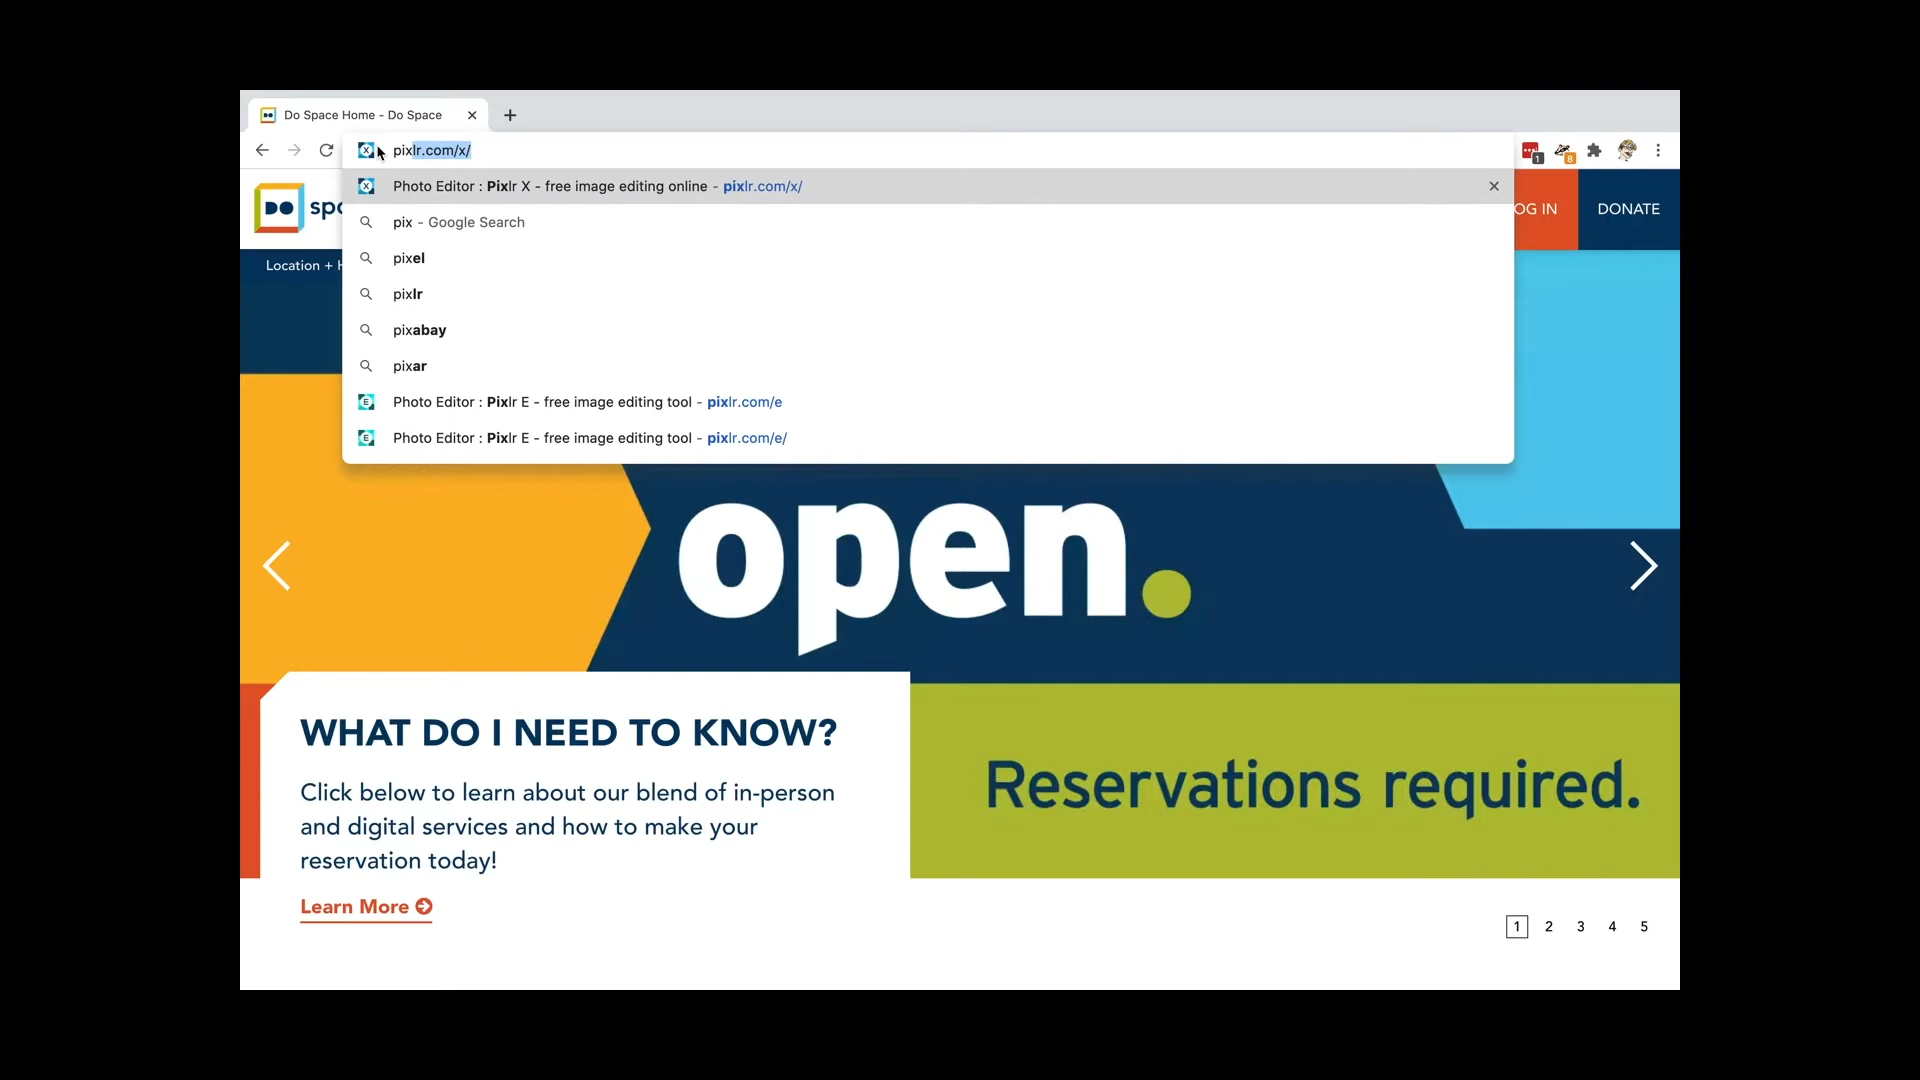 Do Space Home - Do Space
pixlr.com/x/
1
8
Photo Editor : Pixlr X - free image editing online - pixlr.com/x/
DO
OG IN
DONATE
pix - Google Search
pixel
Location +
pixlr
pixabay
pixar
Photo Editor : Pixlr E - free image editing tool - pixlr.com/e
Photo Editor : Pixlr E - free image editing tool - pixlr.com/e/
open.
WHAT DO I NEED TO KNOW?
Click below to learn about our blend of in-person
and digital services and how to make your
reservation today!
Reservations required.
Learn More
1 2 3 4 5